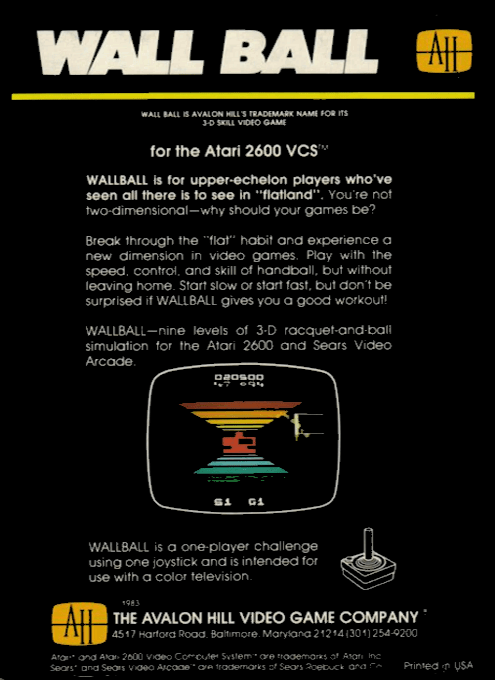 WALL BALL AH
WALL BALL IS AVALON HILL'S TRADEMARK NAME FOR ITS
3-D SKILL VIDEO GAME
for the Atari 2600 VCS™
WALLBALL is for upper-echelon players who've
seen all there is to see in "flatland". You're not
two-dimensional—why should your games be?
Break through the "flat" habit and experience a
new dimension in video games. Play with the
speed, control, and skill of handball, but without
leaving home. Start slow or start fast, but don't be
surprised if WALLBALL gives you a good workout!
WALLBALL—nine levels of 3-D racquet-and-ball
simulation for the Atari 2600 and Sears Video
Arcade.
020500
S1 G1
WALLBALL is a one-player challenge
using one joystick and is intended for
use with a color television.
1983
AH THE AVALON HILL VIDEO GAME COMPANY
4517 Harford Road, Baltimore, Maryland 21214 (301) 254-9200
Atari™ and Atari 2600 Video Computer System™ are trademarks of Atari Inc.
Sears™ and Sears Video Arcade™ are trademarks of Sears Roebuck and Co. Printed in USA